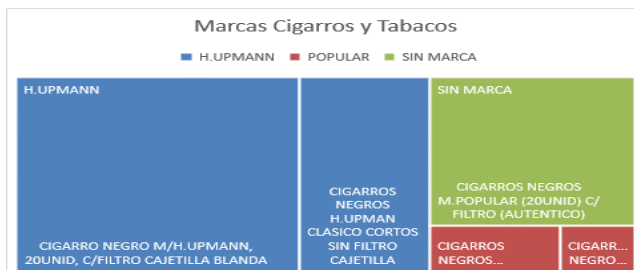 Marcas Cigarros y Tabacos
H.UPMANN POPULAR SIN MARCA
H.UPMANN
CIGARRO NEGRO M/H.UPMANN,
20UNID, C/FILTRO CAJETILLA BLANDA
CIGARROS
NEGROS
H.UPMAN
CLASICO CORTOS
SIN FILTRO
CAJETILLA
SIN MARCA
CIGARROS NEGROS
M.POPULAR (20UNID) C/
FILTRO (AUTENTICO)
CIGARROS
NEGROS...
CIGARR...
NEGRO...